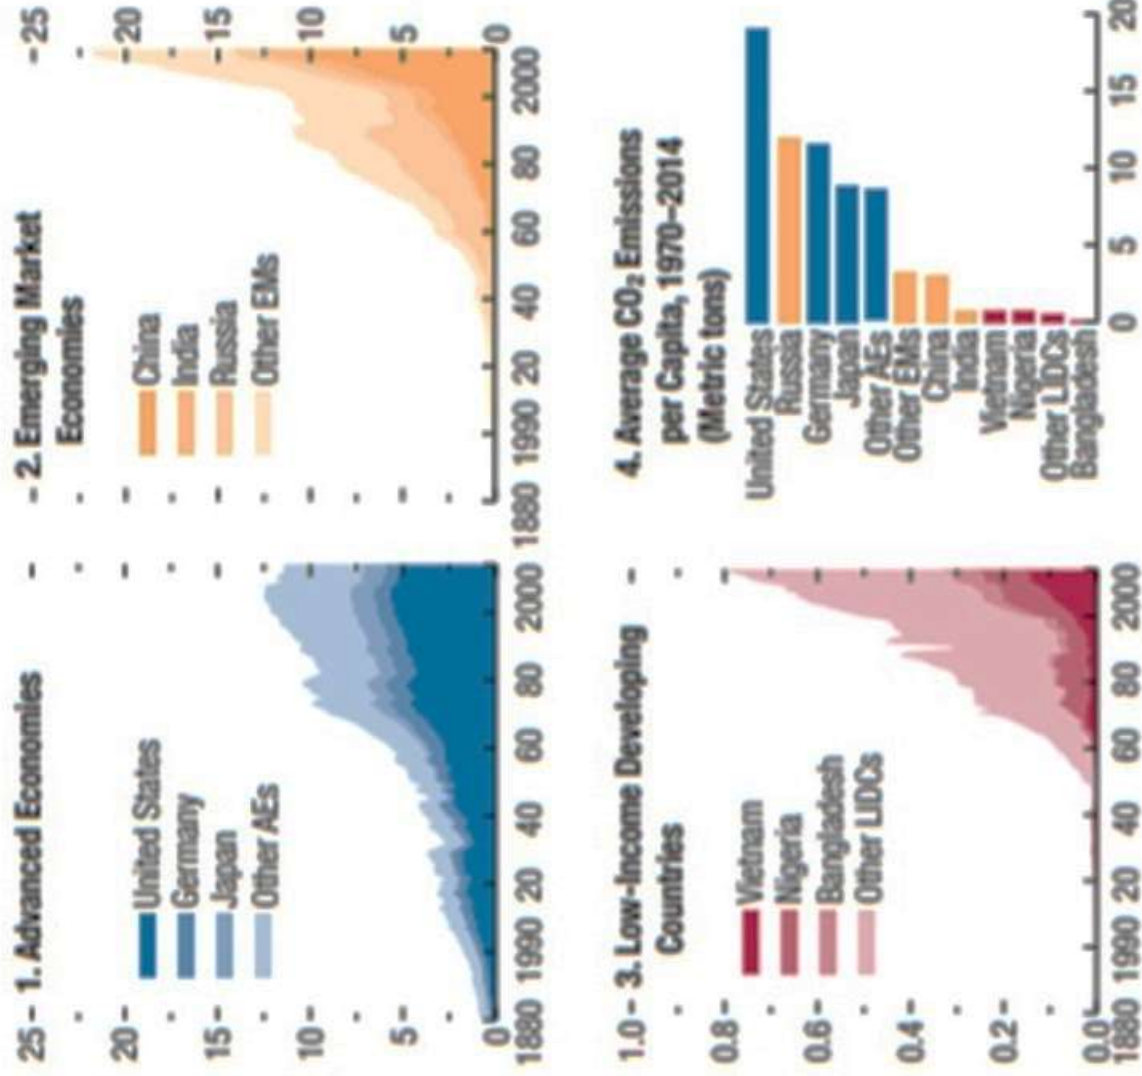 1. Advanced Economies
25
20
15
10
5
0
United States
Germany
Japan
Other AEs
1880 1990 20 40 60 80 2000
2. Emerging Market
Economies
25
20
15
10
5
0
China
India
Russia
Other EMs
1880 1990 20 40 60 80 2000
3. Low-Income Developing
Countries
1.0
0.8
0.6
0.4
0.2
0.0
Vietnam
Nigeria
Bangladesh
Other LIDCs
1880 1990 20 40 60 80 2000
4. Average CO₂ Emissions
per Capita, 1970–2014
(Metric tons)
United States
Russia
Germany
Japan
Other AEs
Other EMs
China
India
Vietnam
Nigeria
Other LIDCs
Bangladesh
0 5 10 15 20